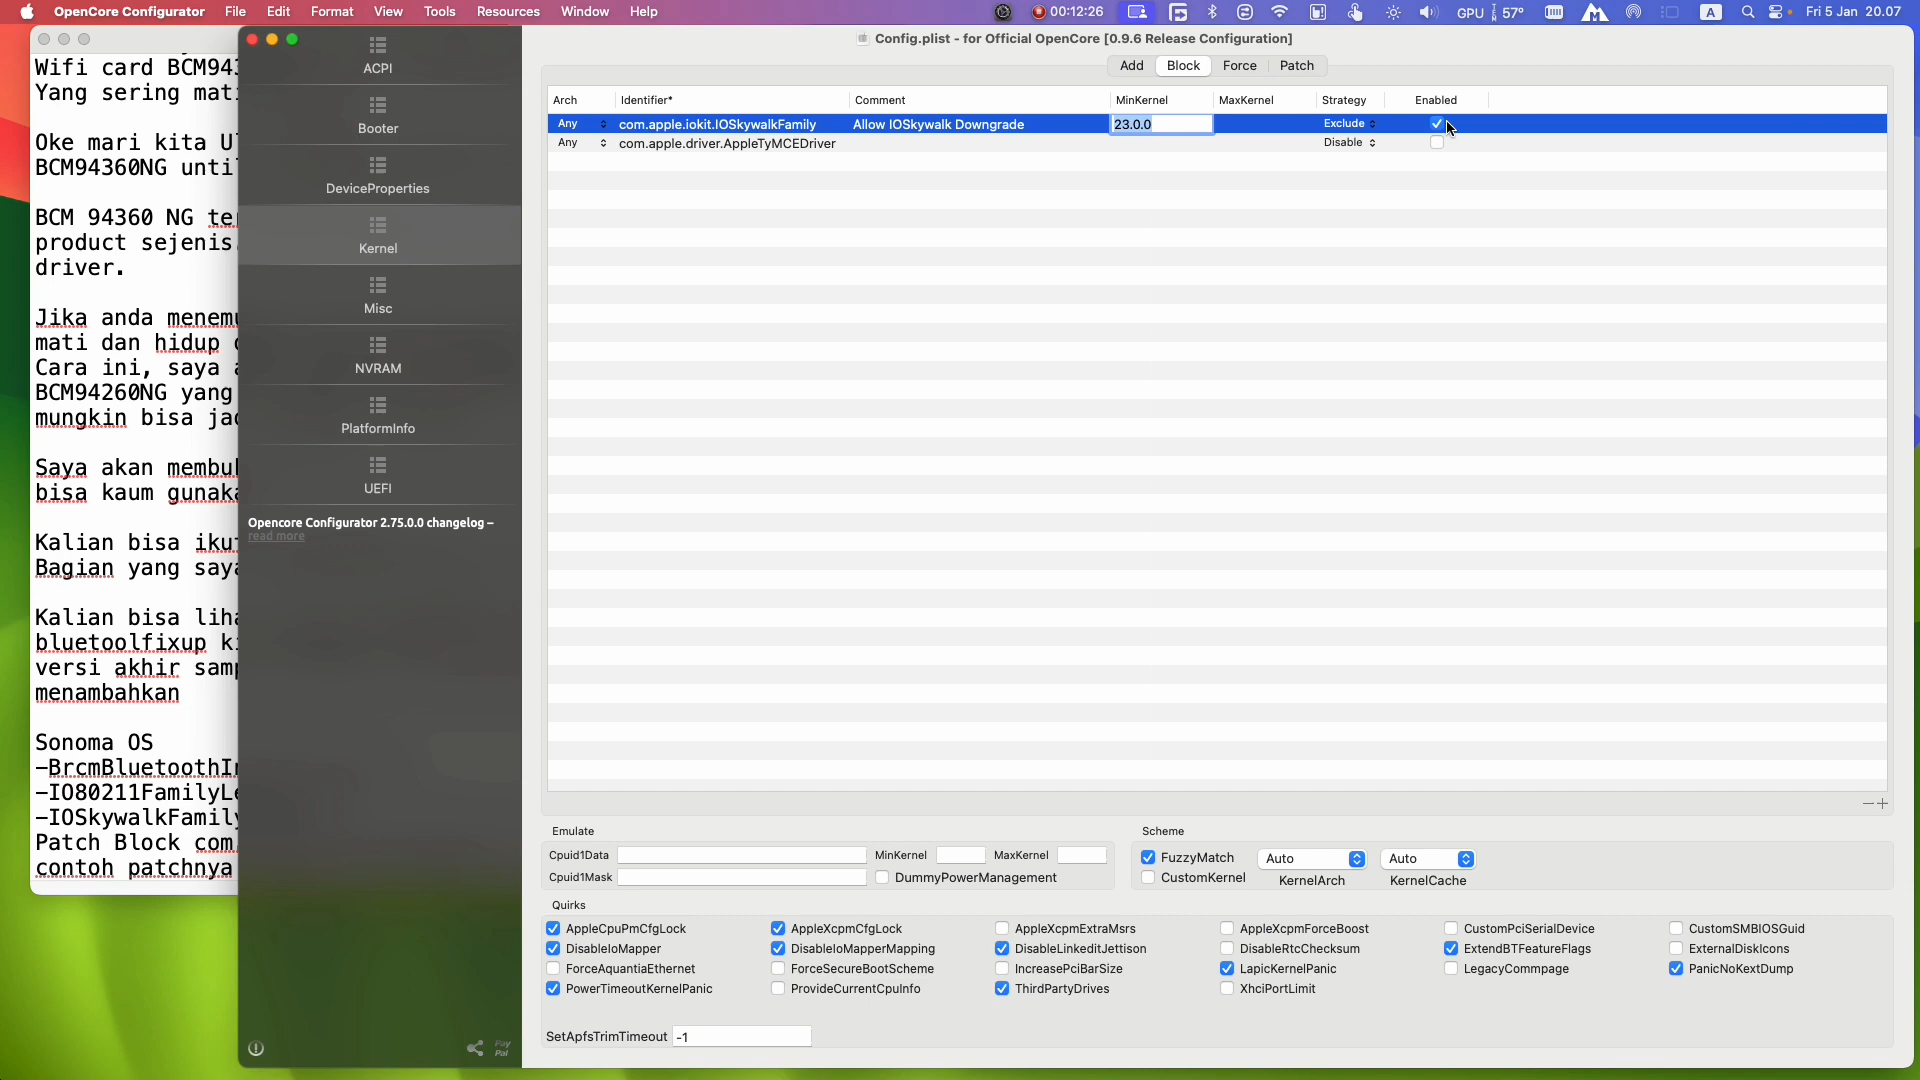 OpenCore Configurator File Edit Format View Tools Resources Window Help 00:12:26 GPU 57° A Fri 5 Jan 20.07
Wifi card BCM943
Yang sering mat
Oke mari kita U
BCM94360NG unti
BCM 94360 NG te
product sejenis
driver.
Jika anda menem
mati dan hidup
Cara ini, saya
BCM94260NG yang
mungkin bisa ja
Saya akan membu
bisa kaum gunak
Kalian bisa iku
Bagian yang say
Kalian bisa lih
bluetoolfixup k
versi akhir sam
menambahkan
Sonoma OS
-BrcmBluetoothI
-IO80211FamilyLe
-IOSkywalkFamily
Patch Block com
contoh patchnya
ACPI
Booter
DeviceProperties
Kernel
Misc
NVRAM
PlatformInfo
UEFI
Opencore Configurator 2.75.0.0 changelog –
read more
Pay
Pal
Config.plist - for Official OpenCore [0.9.6 Release Configuration]
Add Block Force Patch
Arch Identifier* Comment MinKernel MaxKernel Strategy Enabled
Any com.apple.iokit.IOSkywalkFamily Allow IOSkywalk Downgrade 23.0.0 Exclude
Any com.apple.driver.AppleTyMCEDriver Disable
Emulate Scheme
Cpuid1Data MinKernel MaxKernel FuzzyMatch Auto Auto
Cpuid1Mask DummyPowerManagement CustomKernel KernelArch KernelCache
Quirks
AppleCpuPmCfgLock AppleXcpmCfgLock AppleXcpmExtraMsrs AppleXcpmForceBoost CustomPciSerialDevice CustomSMBIOSGuid
DisableIoMapper DisableIoMapperMapping DisableLinkeditJettison DisableRtcChecksum ExtendBTFeatureFlags ExternalDiskIcons
ForceAquantiaEthernet ForceSecureBootScheme IncreasePciBarSize LapicKernelPanic LegacyCommpage PanicNoKextDump
PowerTimeoutKernelPanic ProvideCurrentCpuInfo ThirdPartyDrives XhciPortLimit
SetApfsTrimTimeout -1